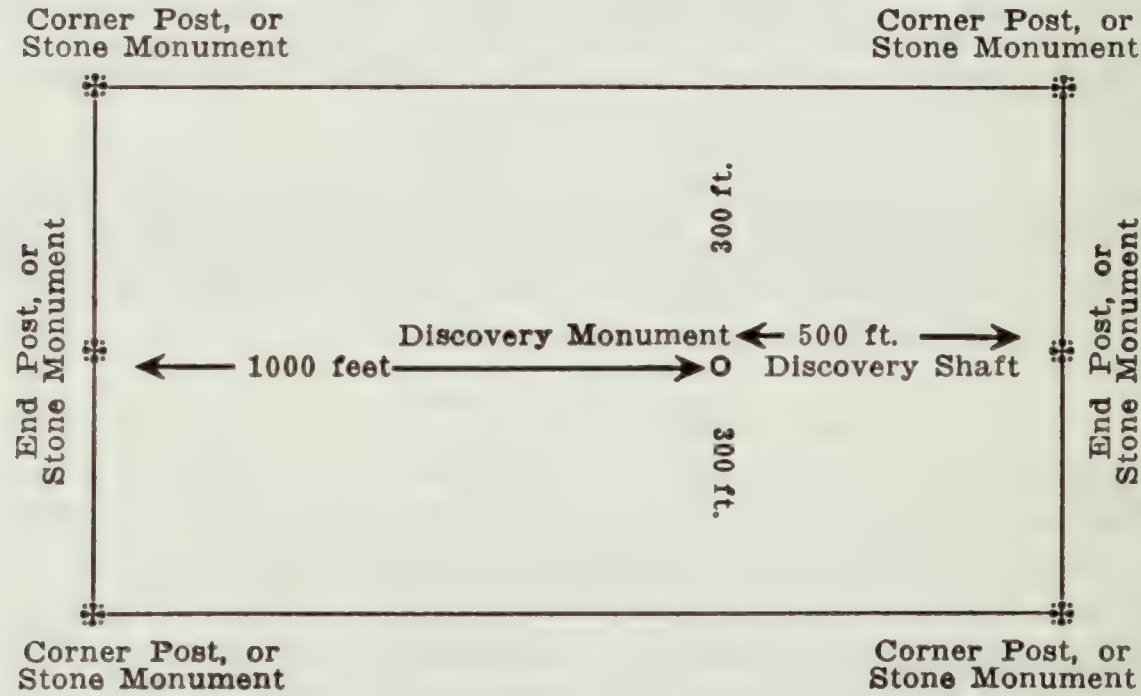 Corner Post, or
Stone Monument
Corner Post, or
Stone Monument
300 ft.
End Post, or
Stone Monument
Discovery Monument
500 ft.
1000 feet
Discovery Shaft
End Post, or
Stone Monument
300 ft.
Corner Post, or
Stone Monument
Corner Post, or
Stone Monument